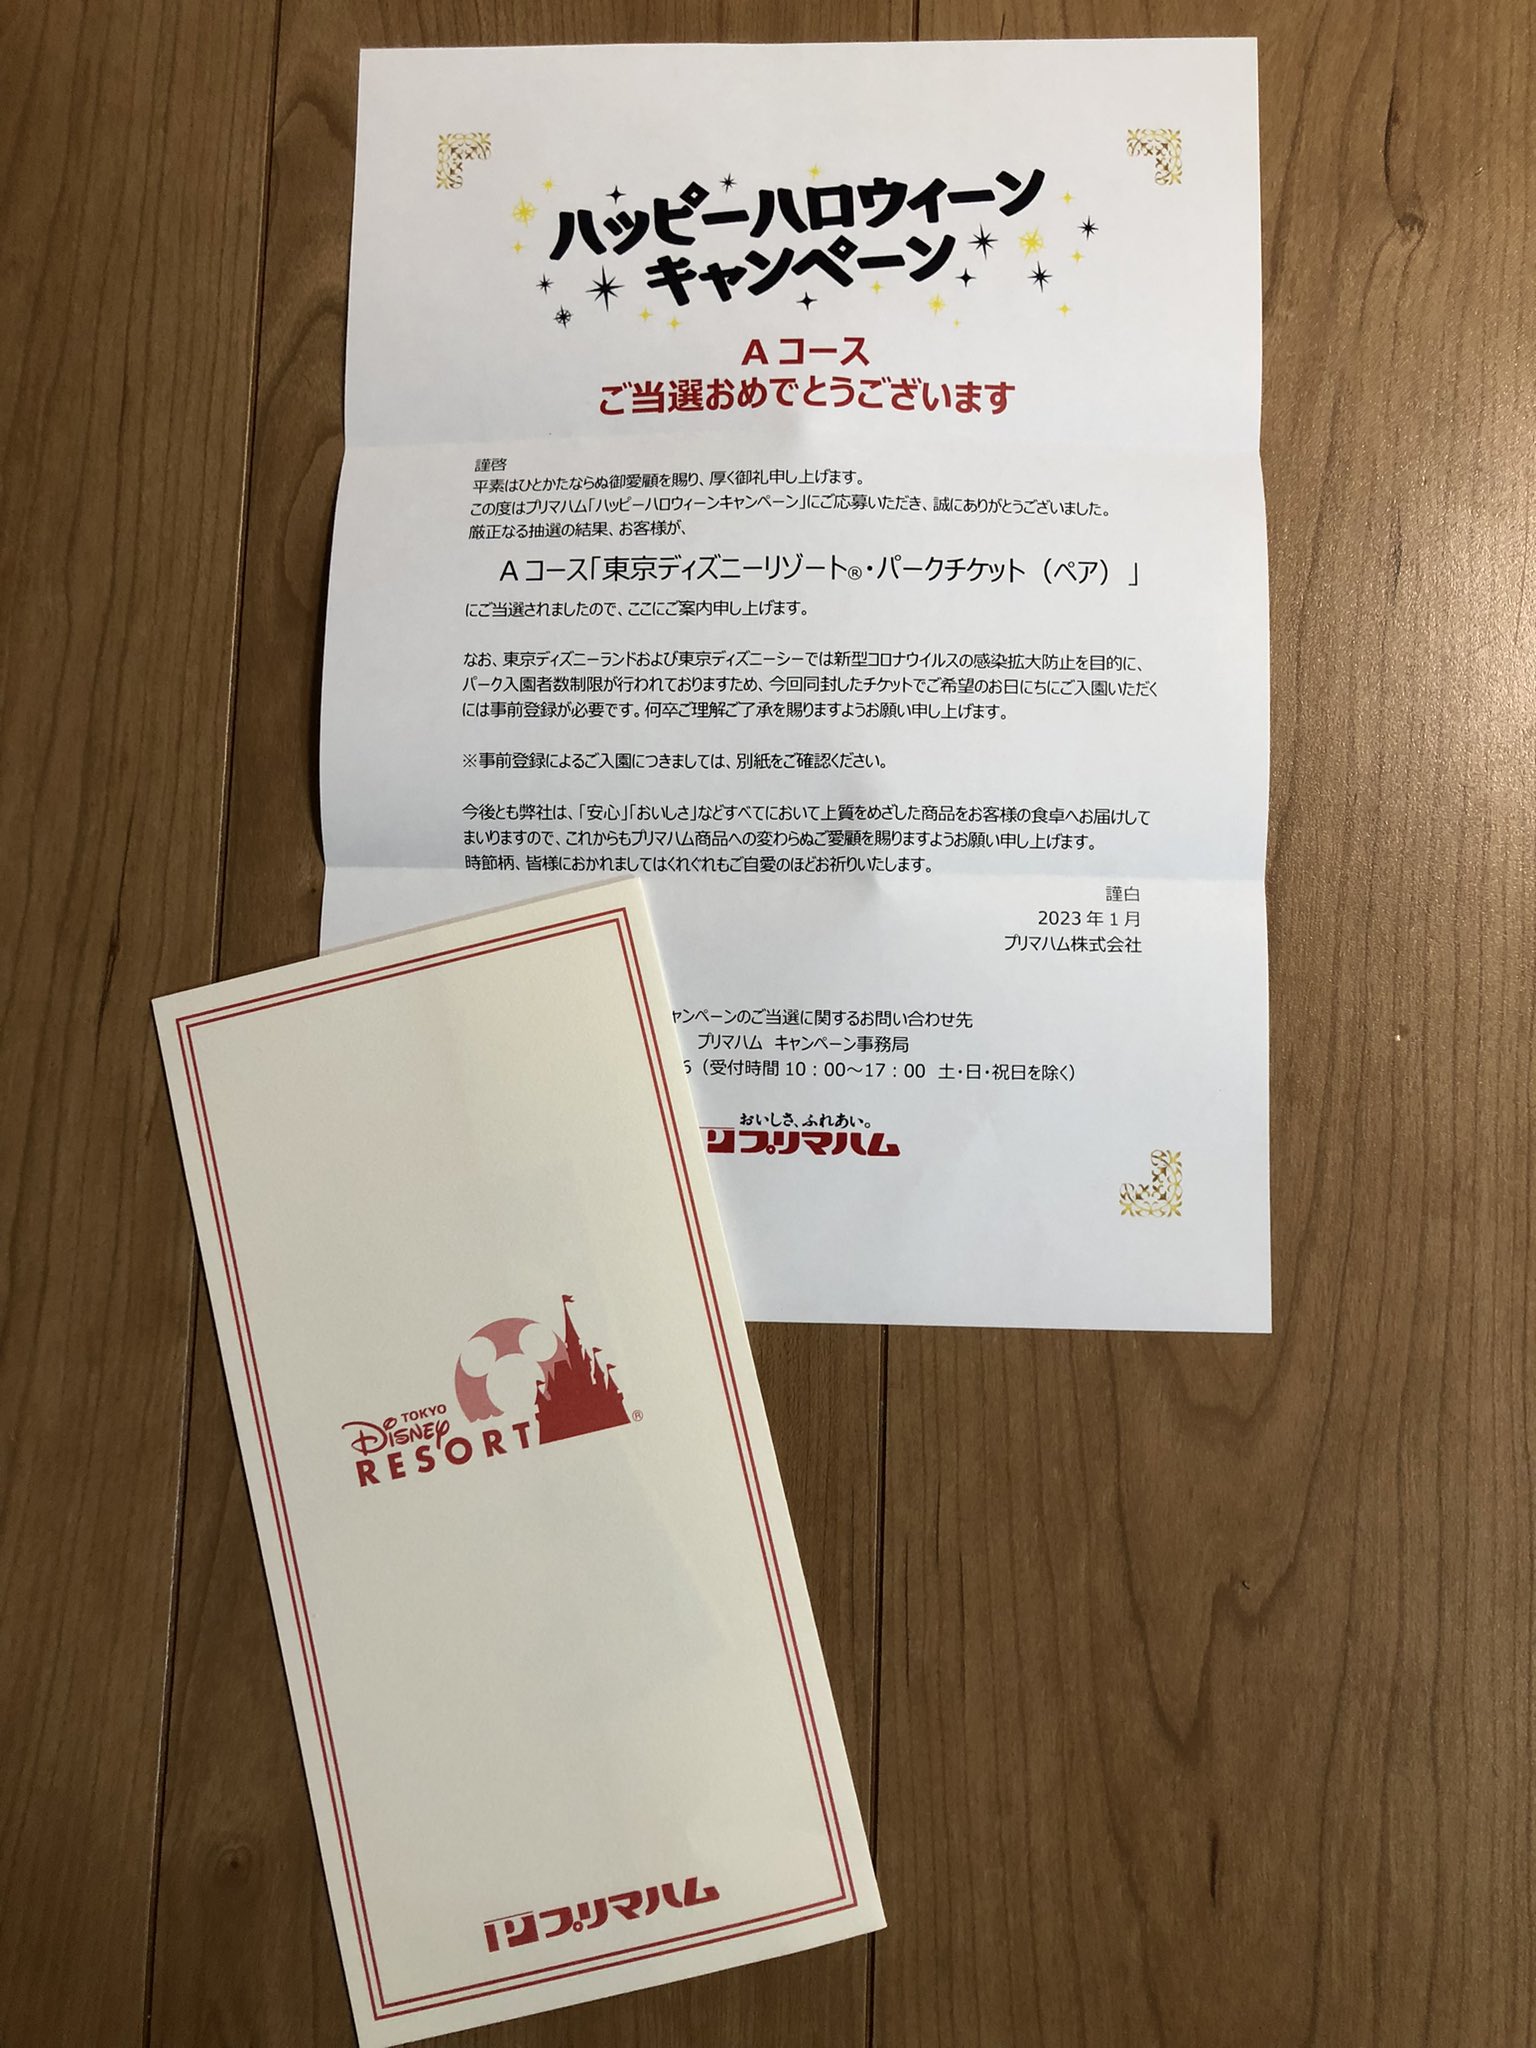 ハッピーハロウィーン
キャンペーン
A コース
ご当選おめでとうございます
謹啓
平素はひとかたならぬ御愛顧を賜り、厚く御礼申し上げます。
この度はプリマハム「ハッピーハロウィーンキャンペーン」にご応募いただき、誠にありがとうございました。
厳正なる抽選の結果、お客様が、
A コース「東京ディズニーリゾート®・パークチケット（ペア）」
にご当選されましたので、ここにご案内申し上げます。
なお、東京ディズニーランドおよび東京ディズニーシーでは新型コロナウイルスの感染拡大防止を目的に、
パーク入園者数制限が行われておりますため、今回同封したチケットでご希望のお日にちにご入園いただく
には事前登録が必要です。何卒ご理解ご了承を賜りますようお願い申し上げます。
※事前登録によるご入園につきましては、別紙をご確認ください。
今後とも弊社は、「安心」「おいしさ」などすべてにおいて上質をめざした商品をお客様の食卓へお届けして
まいりますので、これからもプリマハム商品への変わらぬご愛顧を賜りますようお願い申し上げます。
時節柄、皆様におかれましてはくれぐれもご自愛のほどお祈りいたします。
謹白
2023 年 1 月
プリマハム株式会社
ャンペーンのご当選に関するお問い合わせ先
プリマハム キャンペーン事務局
6（受付時間 10：00～17：00 土・日・祝日を除く）
おいしさ、ふれあい。
プリマハム
TOKYO
Disney
RESORT®
プリマハム